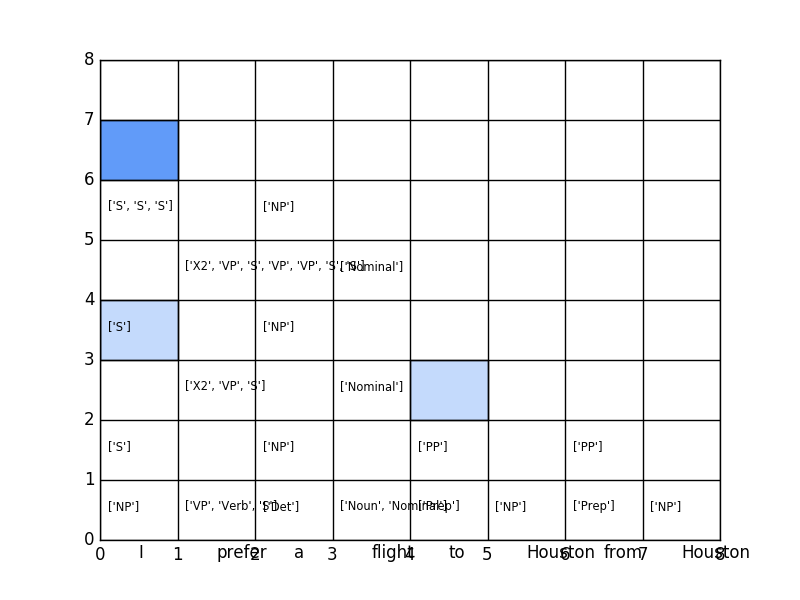 8
7
6
['S', 'S', 'S'] ['NP']
5
['X2', 'VP', 'S', 'VP', 'VP', 'S', 'S'] ['Nominal']
4
['S'] ['NP']
3
['X2', 'VP', 'S'] ['Nominal']
2
['S'] ['NP'] ['PP'] ['PP']
1
['NP'] ['VP', 'Verb', 'S'] ['Det'] ['Noun', 'Nominal'] ['Prep'] ['NP'] ['Prep'] ['NP']
0
0 1 2 3 4 5 6 7 8
I prefer a flight to Houston from Houston